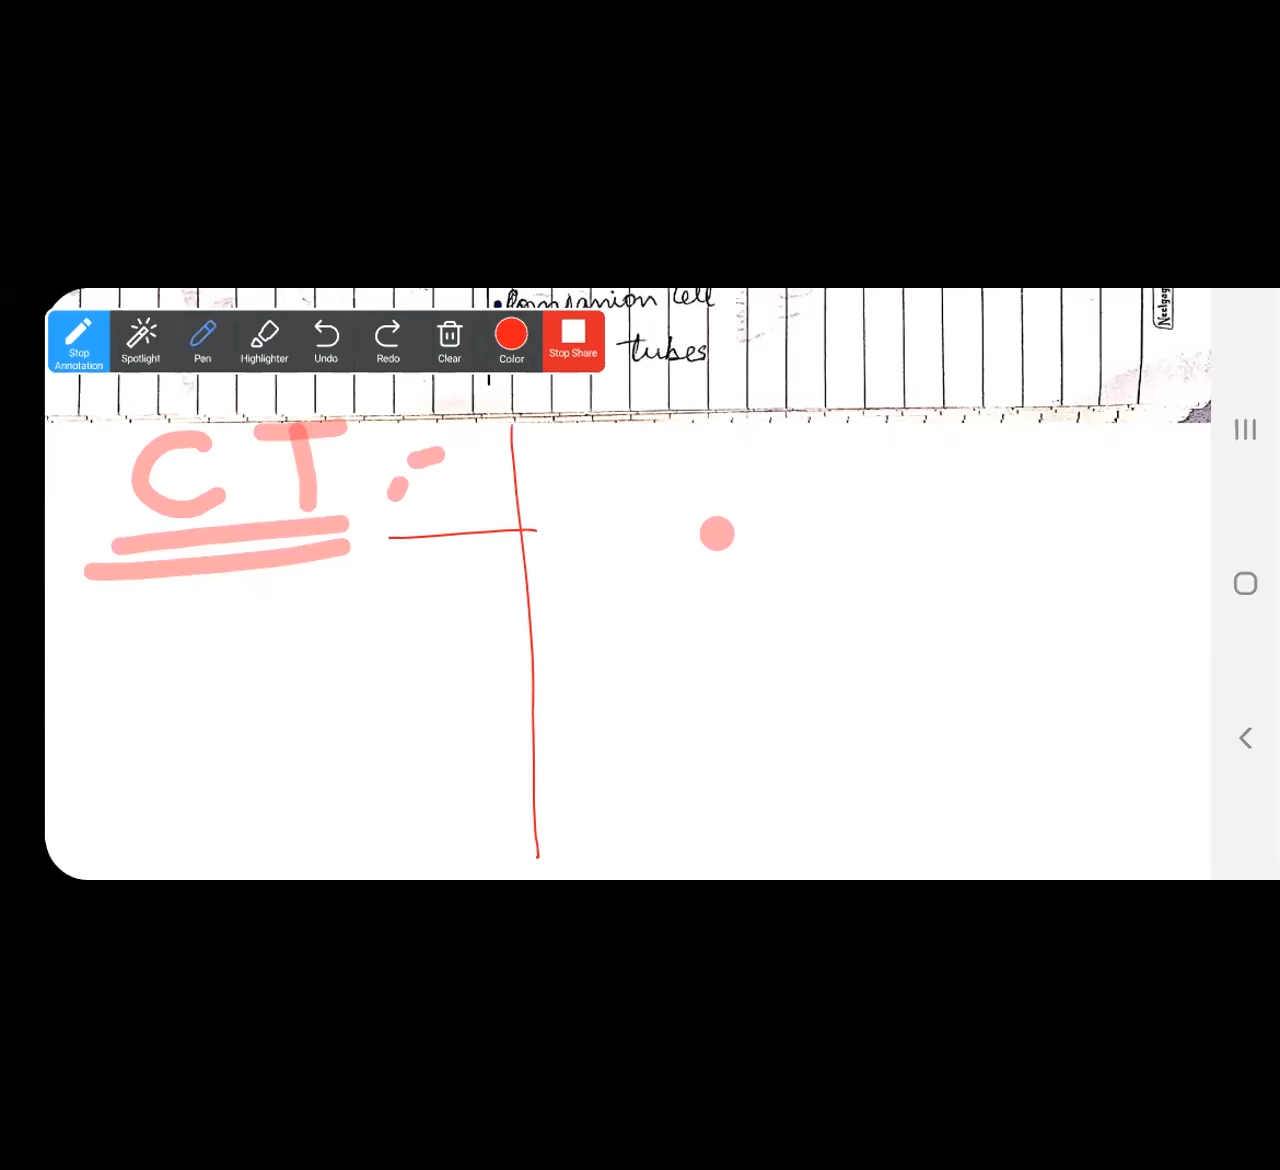 Companion cell
Stop Annotation Spotlight Pen Highlighter Undo Redo Clear Color Stop Share
tubes
CT :-